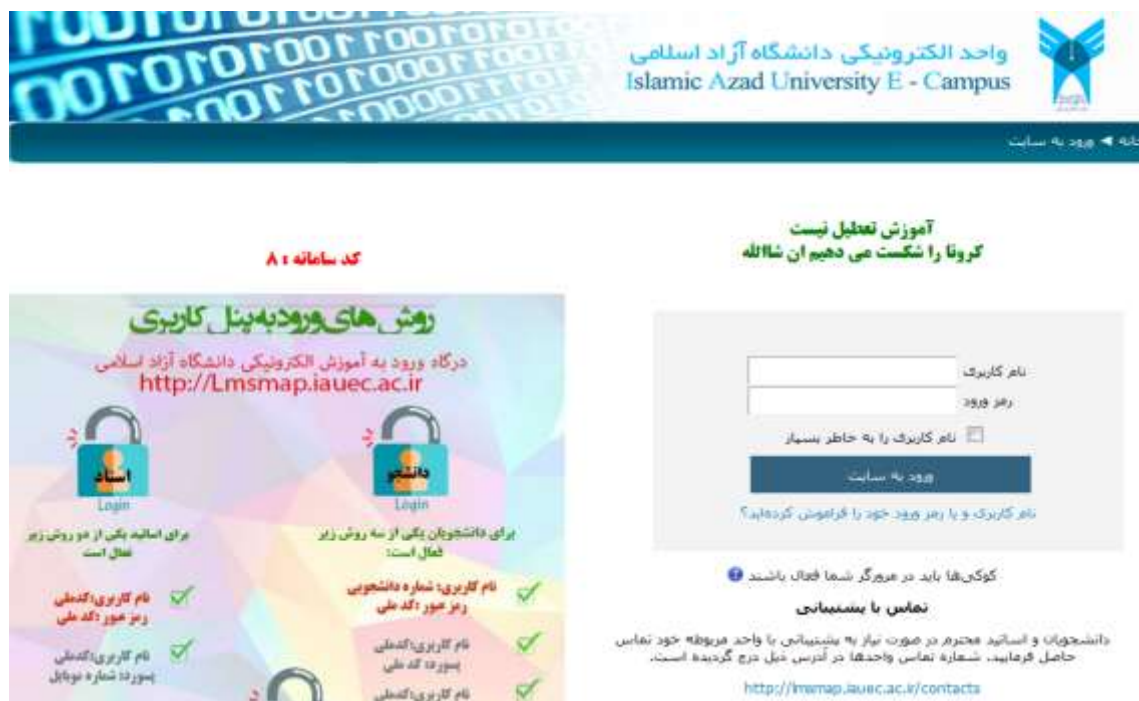 واحد الکترونیکی دانشگاه آزاد اسلامی
Islamic Azad University E - Campus
خانه ◄ ورود به سایت
آموزش تعطیل نیست
کرونا را شکست می دهیم ان شاالله
نام کاربری
رمز ورود
نام کاربری را به خاطر بسپار
ورود به سایت
نام کاربری و یا رمز ورود خود را فراموش کرده‌اید؟
کوکی‌ها باید در مرورگر شما فعال باشند
تماس با پشتیبانی
دانشجویان و اساتید محترم در صورت نیاز به پشتیبانی با واحد مربوطه خود تماس
حاصل فرمایید. شماره تماس واحدها در آدرس ذیل درج گردیده است.
http://lmsmap.iauec.ac.ir/contacts
کد سامانه : ۸
روش های ورود به پنل کاربری
درگاه ورود به آموزش الکترونیکی دانشگاه آزاد اسلامی
http://Lmsmap.iauec.ac.ir
دانشجو
Login
برای دانشجویان یکی از سه روش زیر
فعال است:
نام کاربری: شماره دانشجویی
رمز عبور :کد ملی
نام کاربری:کدملی
پسورد: کد ملی
نام کاربری:کدملی
استاد
Login
برای اساتید یکی از دو روش زیر
فعال است
نام کاربری:کدملی
رمز عبور :کد ملی
نام کاربری:کدملی
پسورد: شماره موبایل